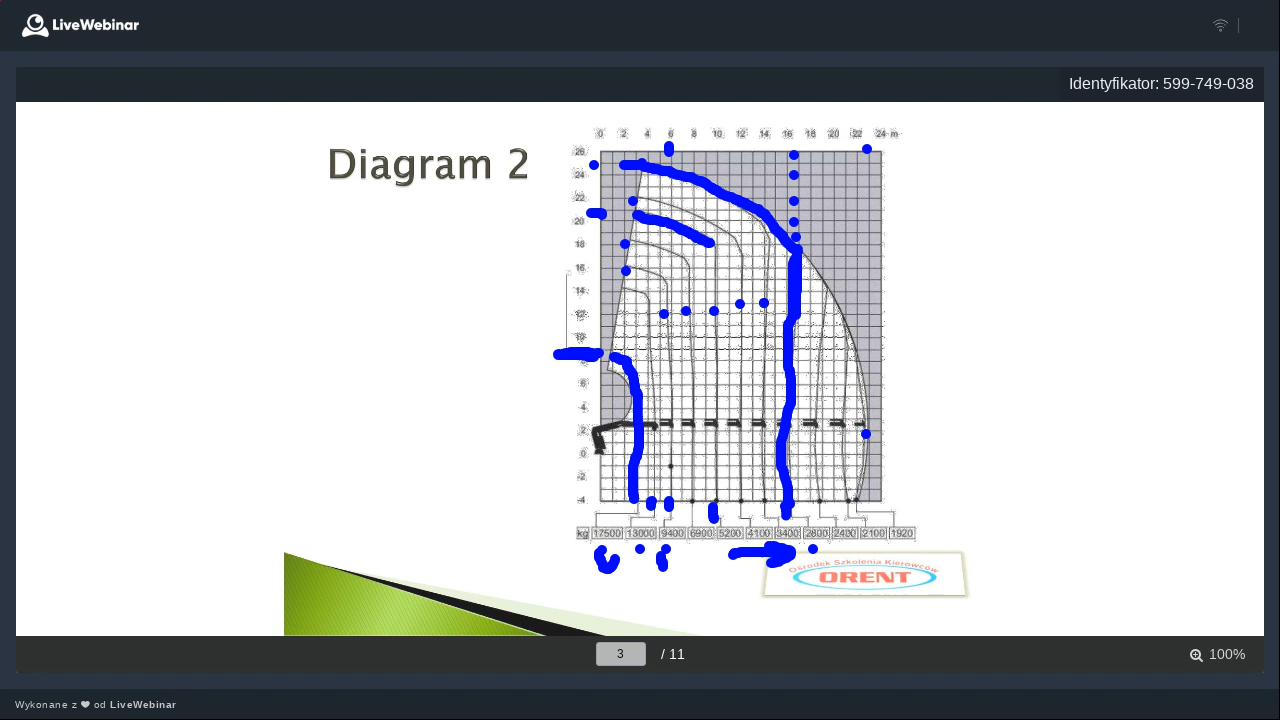 LiveWebinar
Identyfikator: 599-749-038
0 2 4 6 8 10 12 14 16 18 20 22 24 m
Diagram 2
26
24
22
20
18
16
14
12
10
8
6
4
2
0
-2
-4
kg 17500 13000 9400 6900 5200 4100 3400 2800 2400 2100 1920
Ośrodek Szkolenia Kierowców
ORENT
3 / 11
100%
Wykonane z ❤ od LiveWebinar